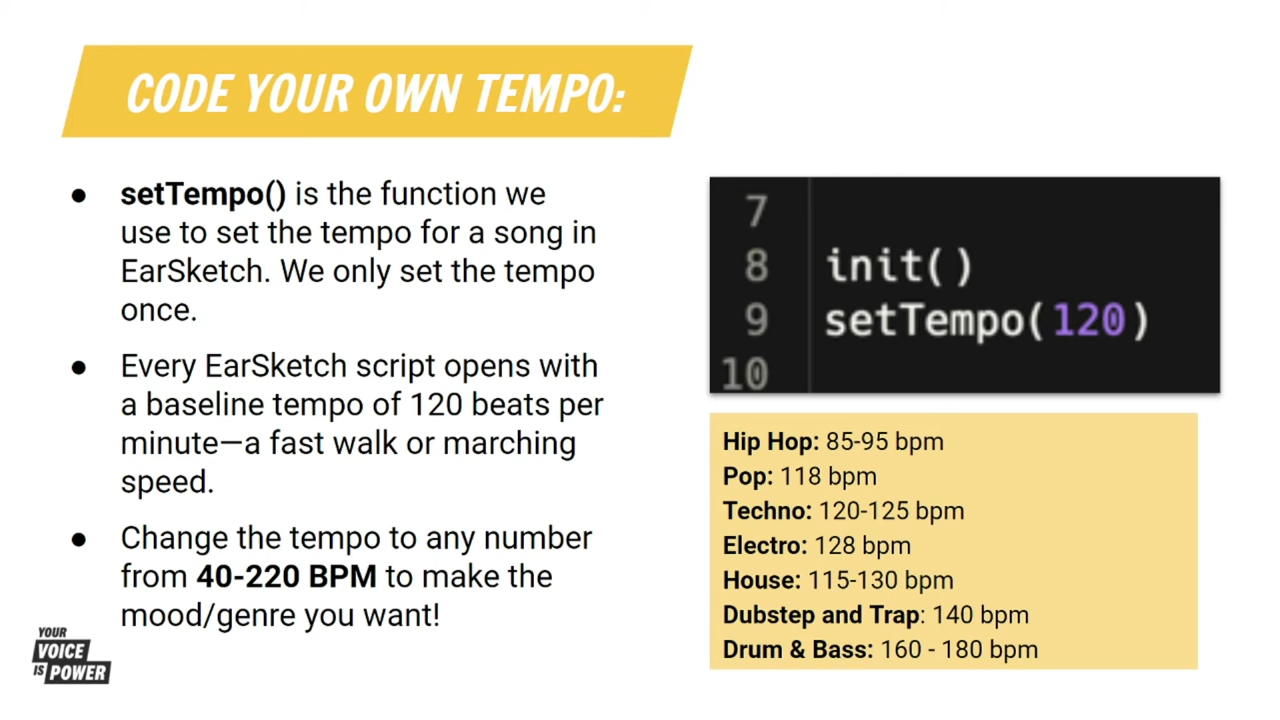 CODE YOUR OWN TEMPO:
● setTempo() is the function we
use to set the tempo for a song in
EarSketch. We only set the tempo
once.
● Every EarSketch script opens with
a baseline tempo of 120 beats per
minute—a fast walk or marching
speed.
● Change the tempo to any number
from 40-220 BPM to make the
mood/genre you want!
7
8 init()
9 setTempo(120)
10
Hip Hop: 85-95 bpm
Pop: 118 bpm
Techno: 120-125 bpm
Electro: 128 bpm
House: 115-130 bpm
Dubstep and Trap: 140 bpm
Drum & Bass: 160 - 180 bpm
YOUR
VOICE
IS POWER